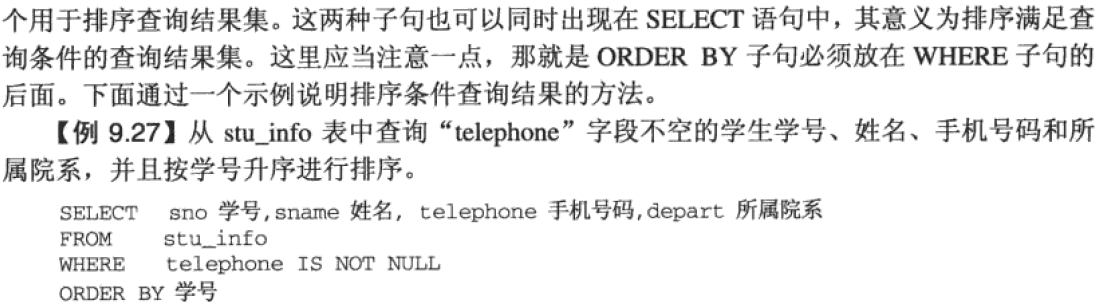 个用于排序查询结果集。这两种子句也可以同时出现在 SELECT 语句中，其意义为排序满足查
询条件的查询结果集。这里应当注意一点，那就是 ORDER BY 子句必须放在 WHERE 子句的
后面。下面通过一个示例说明排序条件查询结果的方法。
【例 9.27】从 stu_info 表中查询“telephone”字段不空的学生学号、姓名、手机号码和所
属院系，并且按学号升序进行排序。
SELECT sno 学号,sname 姓名, telephone 手机号码,depart 所属院系
FROM stu_info
WHERE telephone IS NOT NULL
ORDER BY 学号